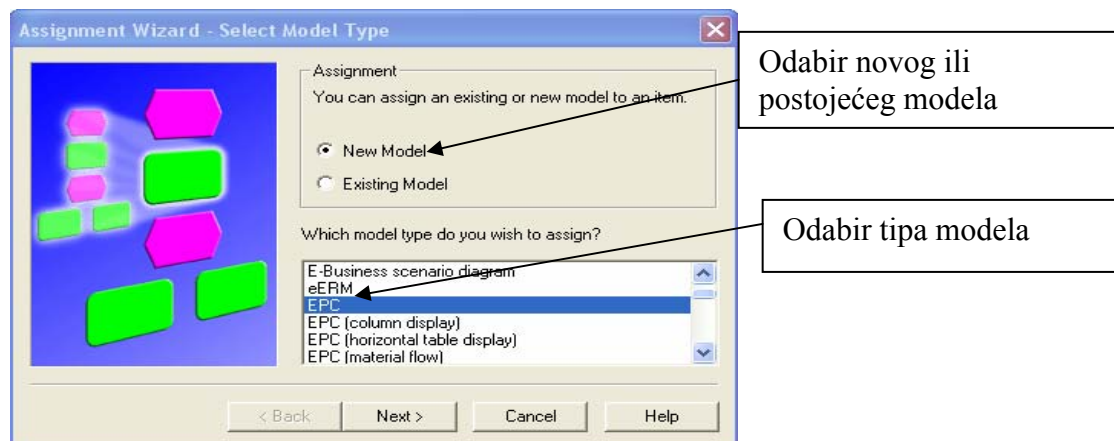 Assignment Wizard - Select Model Type
Assignment
You can assign an existing or new model to an item.
New Model
Existing Model
Which model type do you wish to assign?
E-Business scenario diagram
eERM
EPC
EPC (column display)
EPC (horizontal table display)
EPC (material flow)
< Back
Next >
Cancel
Help
Odabir novog ili
postojećeg modela
Odabir tipa modela